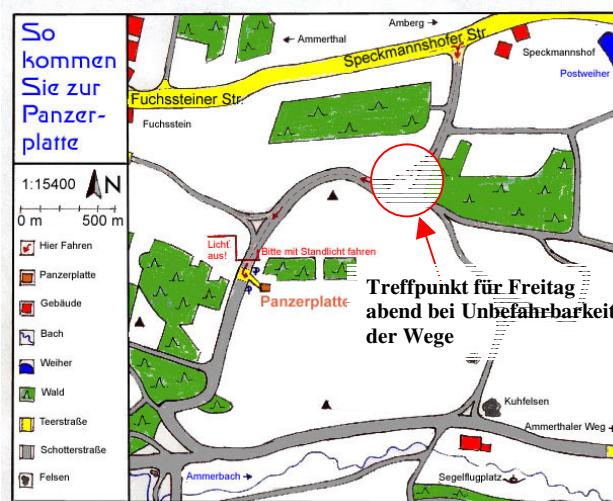 So
kommen
Sie zur
Panzer-
platte
1:15400
N
0 m 500 m
Hier Fahren
Panzerplatte
Gebäude
Bach
Weiher
Wald
Teerstraße
Schotterstraße
Felsen
Amberg →
← Ammerthal
Speckmannshofer Str.
Speckmannshof
Postweiher
Fuchssteiner Str.
Fuchsstein
Licht
aus!
Bitte mit Standlicht fahren
P
P
Panzerplatte
Treffpunkt für Freitag
abend bei Unbefahrbarkeit
der Wege
Kuhfelsen
Ammerthaler Weg →
Ammerbach →
Segelflugplatz